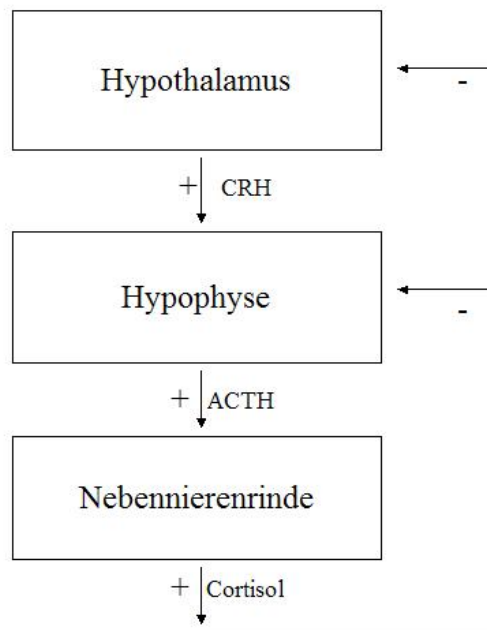 Hypothalamus
-
+ CRH
Hypophyse
-
+ ACTH
Nebennierenrinde
+ Cortisol